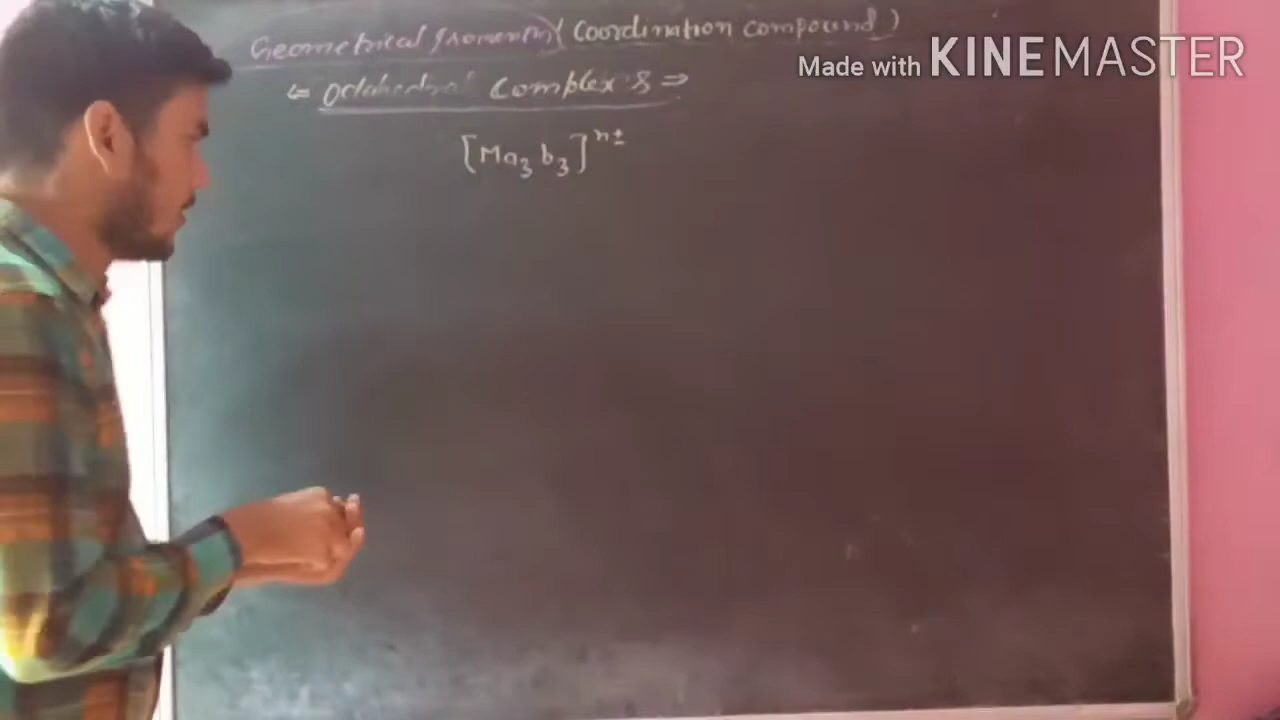 Geometrical Isomerism (Coordination compound)
Made with KINEMASTER
⇐ Octahedral Complex's ⇒
[Ma₃b₃]ⁿ±